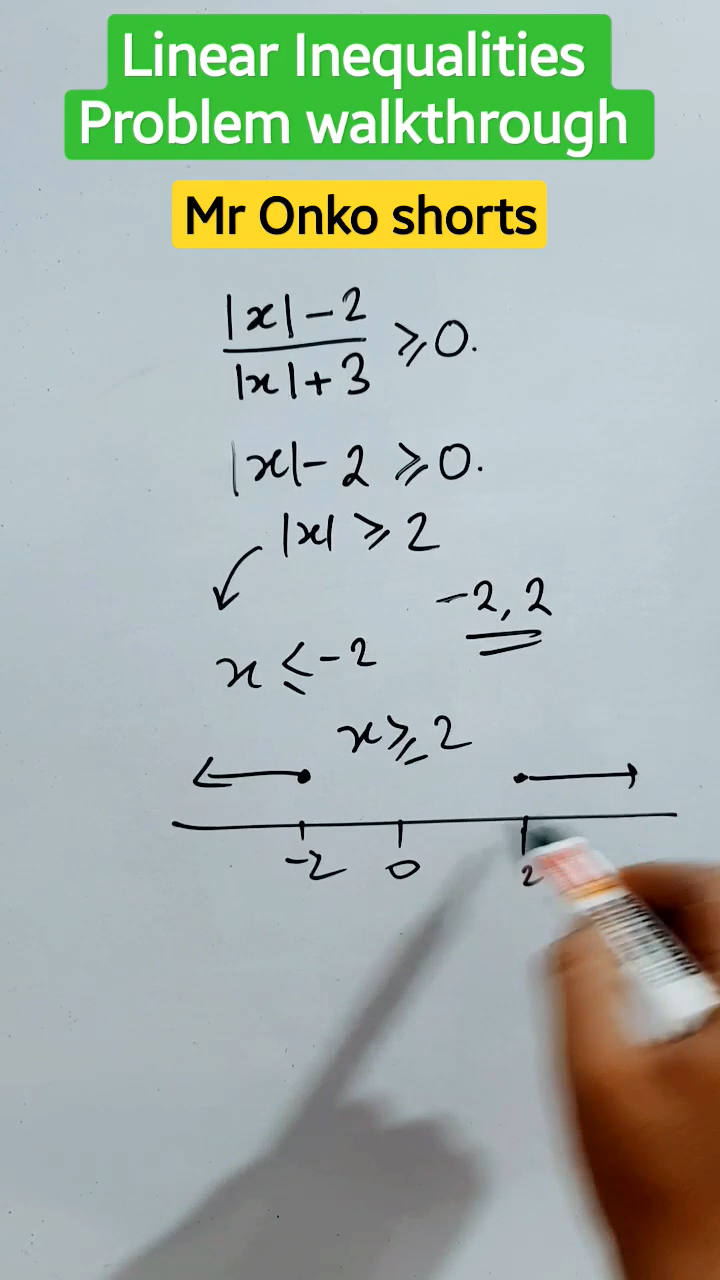 Linear Inequalities
Problem walkthrough
Mr Onko shorts
|x|-2
|x|+3 ⩾0.
|x|-2 ⩾0.
|x| ⩾ 2
-2, 2
x ≤ -2
x ≥ 2
-2 0 2